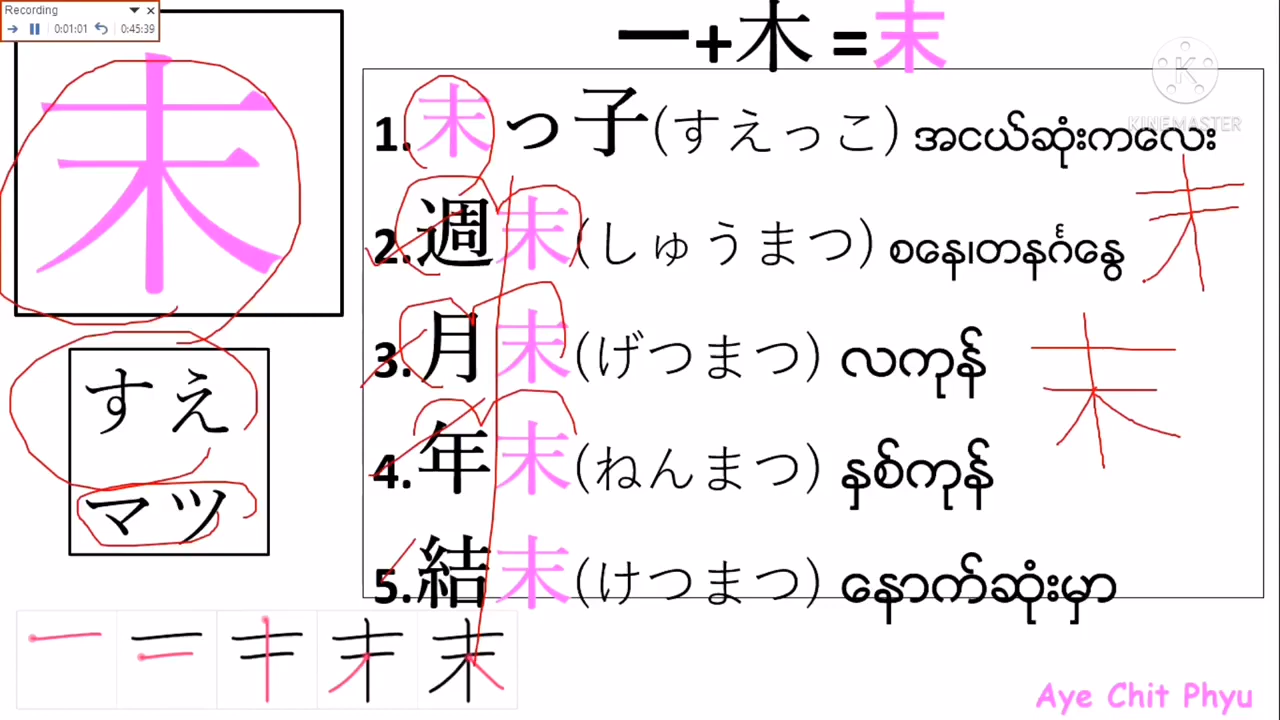 Recording
0:01:01 0:45:39
一+木=末
末
1.末っ子(すえっこ) အငယ်ဆုံးကလေး
KINEMASTER
2.週末(しゅうまつ) စနေ၊တနင်္ဂနွေ
3.月末(げつまつ) လကုန်
4.年末(ねんまつ) နှစ်ကုန်
5.結末(けつまつ) နောက်ဆုံးမှာ
すえ
マツ
末
末
Aye Chit Phyu